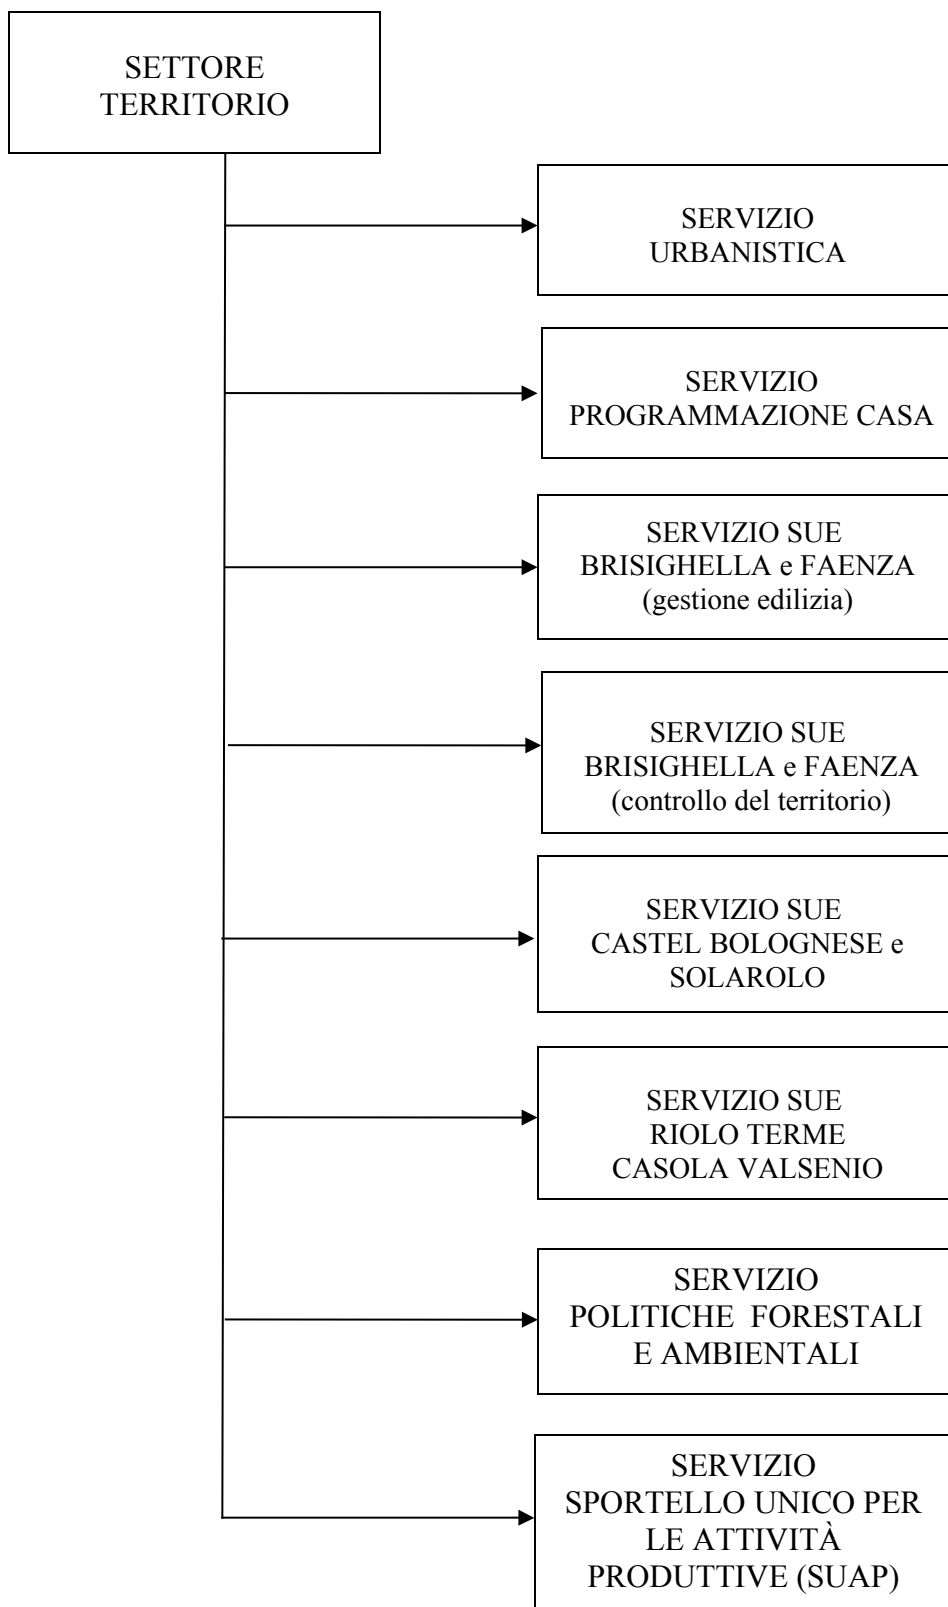 SETTORE
TERRITORIO
SERVIZIO
URBANISTICA
SERVIZIO
PROGRAMMAZIONE CASA
SERVIZIO SUE
BRISIGHELLA e FAENZA
(gestione edilizia)
SERVIZIO SUE
BRISIGHELLA e FAENZA
(controllo del territorio)
SERVIZIO SUE
CASTEL BOLOGNESE e
SOLAROLO
SERVIZIO SUE
RIOLO TERME
CASOLA VALSENIO
SERVIZIO
POLITICHE FORESTALI
E AMBIENTALI
SERVIZIO
SPORTELLO UNICO PER
LE ATTIVITÀ
PRODUTTIVE (SUAP)